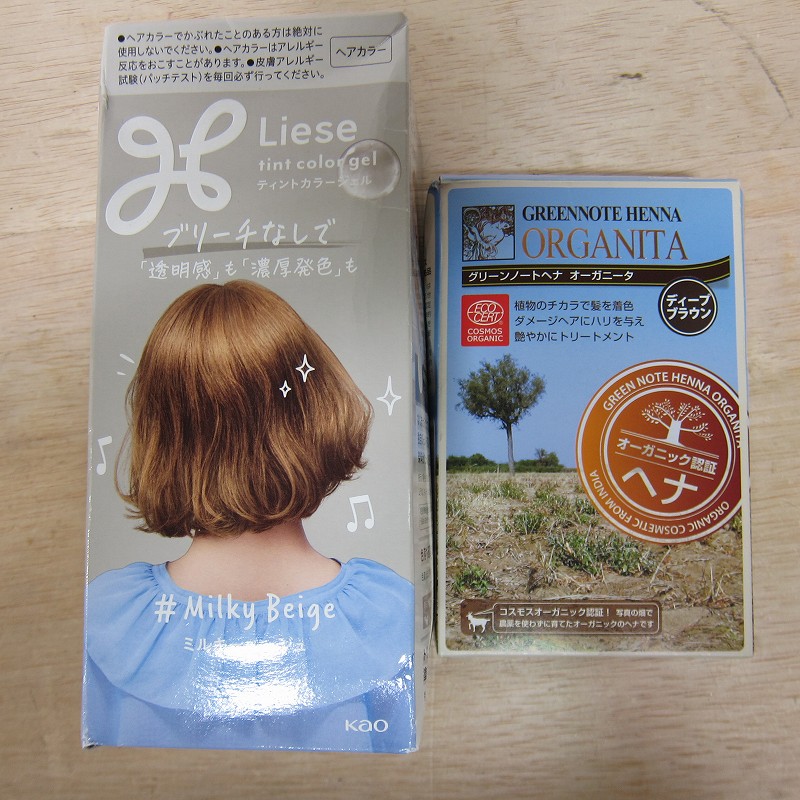 ●ヘアカラーでかぶれたことのある方は絶対に
使用しないでください。●ヘアカラーはアレルギー
反応をおこすことがあります。●皮膚アレルギー
試験(パッチテスト)を毎回必ず行ってください。
ヘアカラー
Liese
tint color gel
ティントカラージェル
ブリーチなしで
「透明感」も「濃厚発色」も
#Milky Beige
ミルキ
Kao
GREENNOTE HENNA
ORGANITA
グリーンノートヘナ オーガニータ
ECO
CERT
COSMOS
ORGANIC
植物のチカラで髪を着色
ダメージヘアにハリを与え
艶やかにトリートメント
ディープ
ブラウン
GREEN NOTE HENNA ORGANITA
オーガニック認証
ヘナ
ORGANIC COSMETIC FROM INDIA
コスモスオーガニック認証! 写真の畑で
農薬を使わずに育てたオーガニックのヘナです